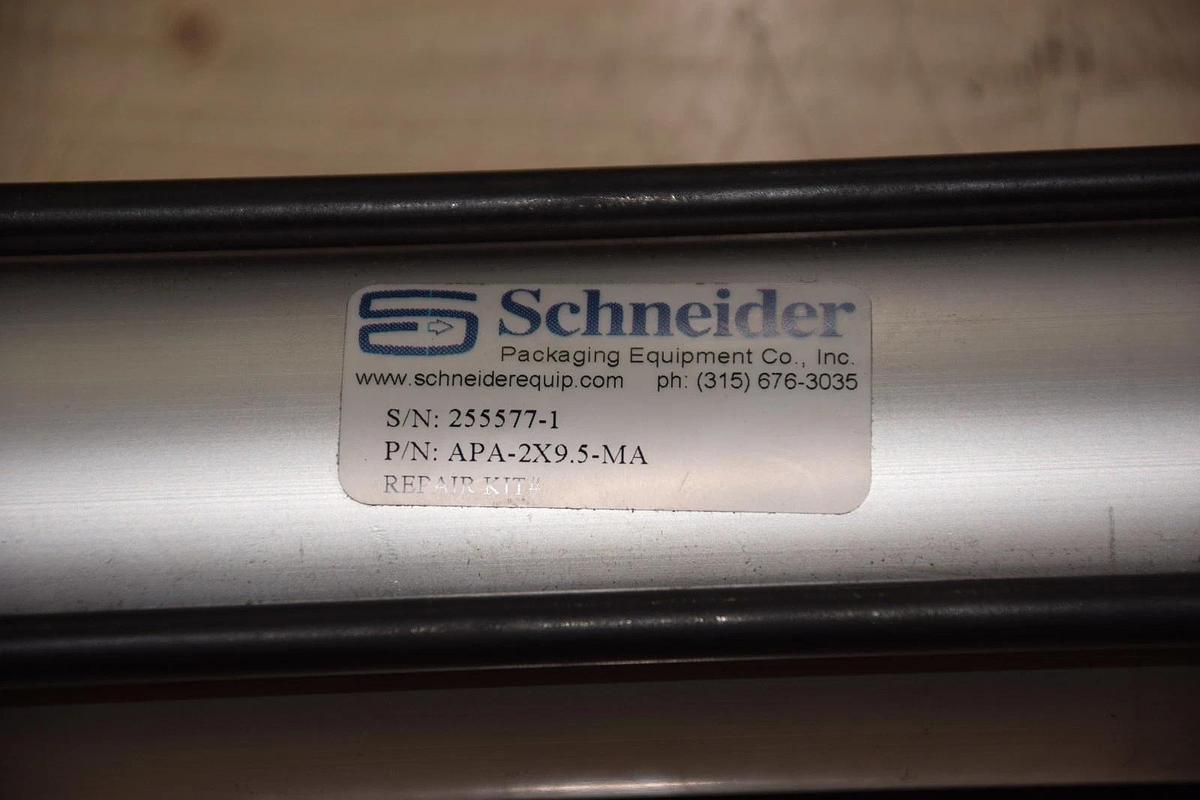 Schneider
Packaging Equipment Co., Inc.
www.schneiderequip.com ph: (315) 676-3035
S/N: 255577-1
P/N: APA-2X9.5-MA
REPAIR KIT#